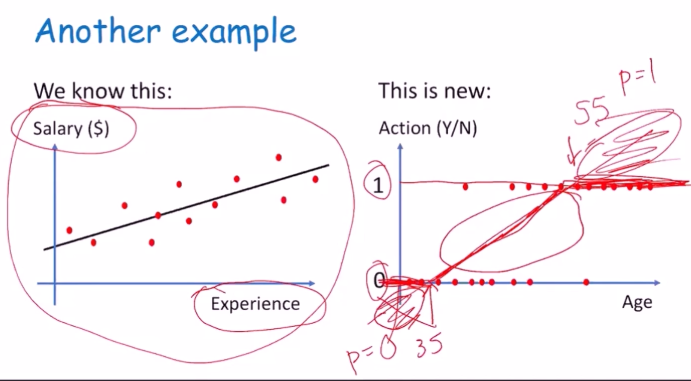 Another example
We know this:
Salary ($)
Experience
This is new:
Action (Y/N)
p=1
55
1
0
Age
p=0 35